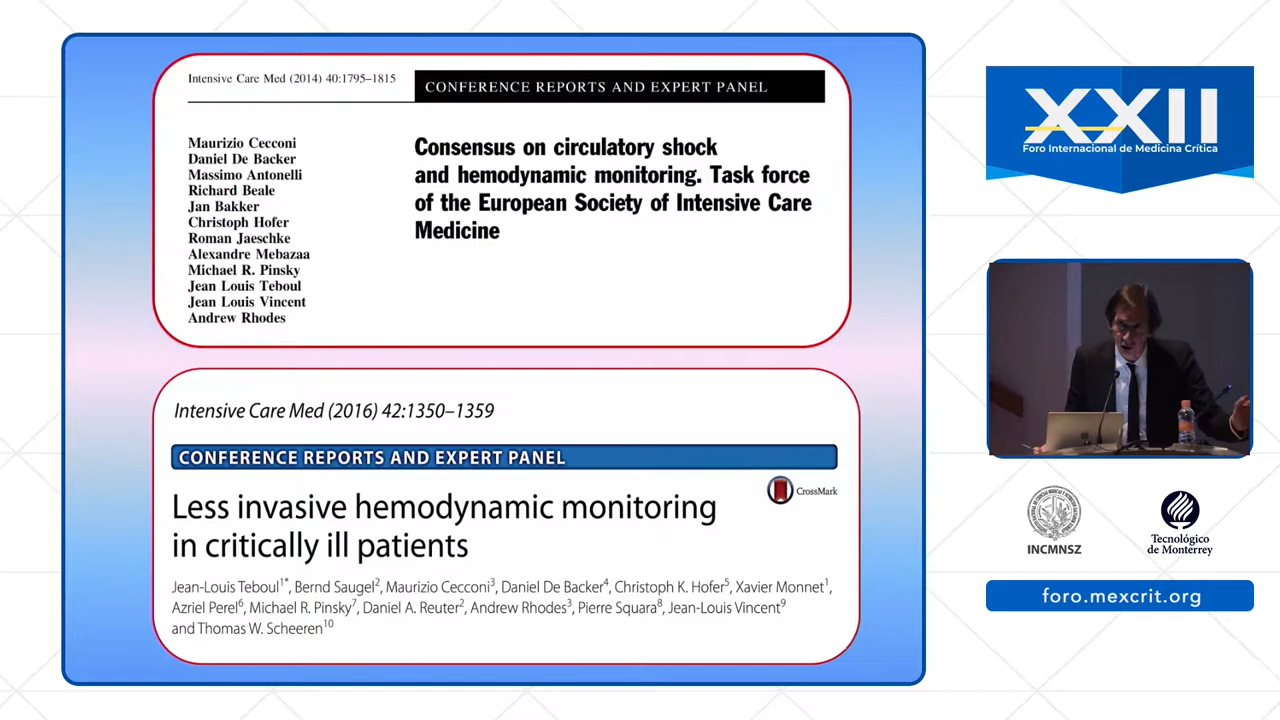 Intensive Care Med (2014) 40:1795–1815
CONFERENCE REPORTS AND EXPERT PANEL
Maurizio Cecconi
Daniel De Backer
Massimo Antonelli
Richard Beale
Jan Bakker
Christoph Hofer
Roman Jaeschke
Alexandre Mebazaa
Michael R. Pinsky
Jean Louis Teboul
Jean Louis Vincent
Andrew Rhodes
Consensus on circulatory shock
and hemodynamic monitoring. Task force
of the European Society of Intensive Care
Medicine
Intensive Care Med (2016) 42:1350–1359
CONFERENCE REPORTS AND EXPERT PANEL
CrossMark
Less invasive hemodynamic monitoring
in critically ill patients
Jean-Louis Teboul1*, Bernd Saugel2, Maurizio Cecconi3, Daniel De Backer4, Christoph K. Hofer5, Xavier Monnet1,
Azriel Perel6, Michael R. Pinsky7, Daniel A. Reuter2, Andrew Rhodes3, Pierre Squara8, Jean-Louis Vincent9
and Thomas W. Scheeren10
XXII
Foro Internacional de Medicina Crítica
INCMNSZ
Tecnológico
de Monterrey
foro.mexcrit.org